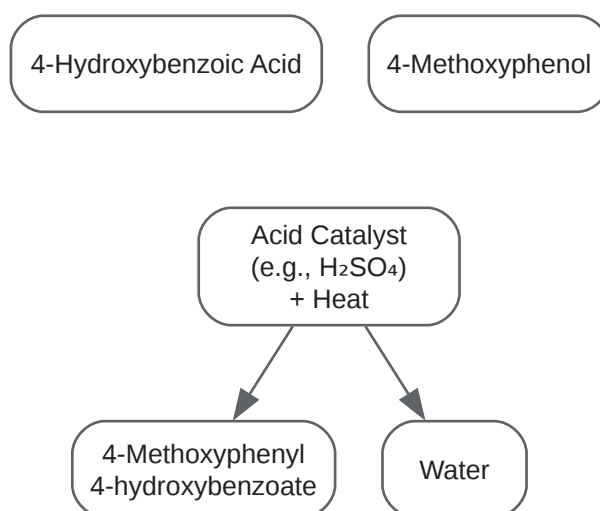 4-Hydroxybenzoic Acid
4-Methoxyphenol
Acid Catalyst
(e.g., H₂SO₄)
+ Heat
4-Methoxyphenyl
4-hydroxybenzoate
Water